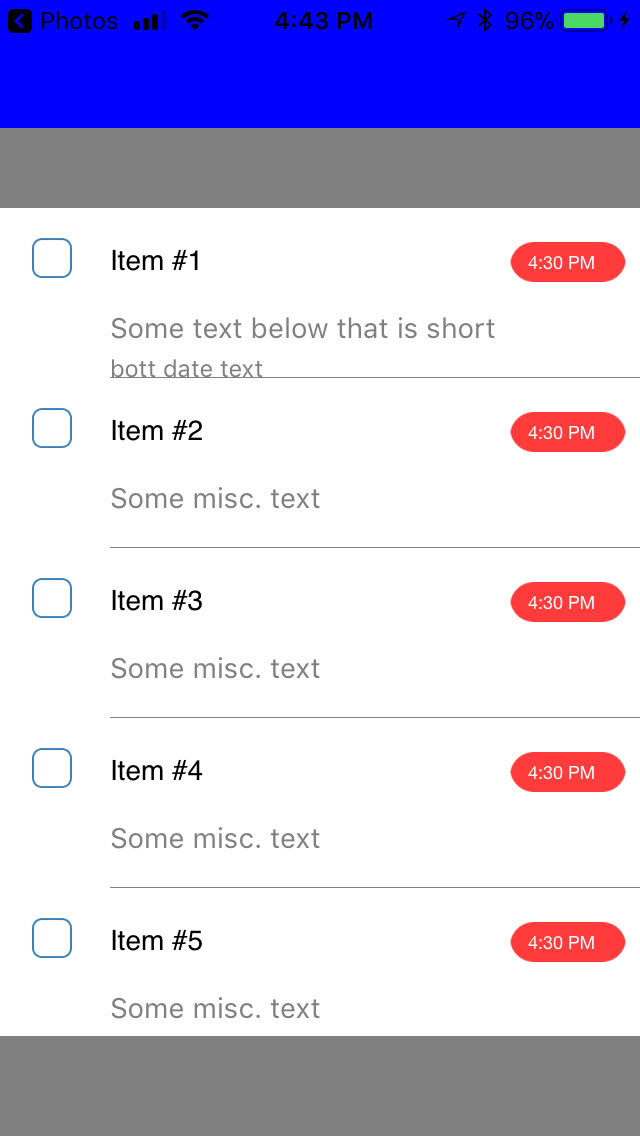 Photos 4:43 PM 96%
Item #1 4:30 PM
Some text below that is short
bott date text
Item #2 4:30 PM
Some misc. text
Item #3 4:30 PM
Some misc. text
Item #4 4:30 PM
Some misc. text
Item #5 4:30 PM
Some misc. text